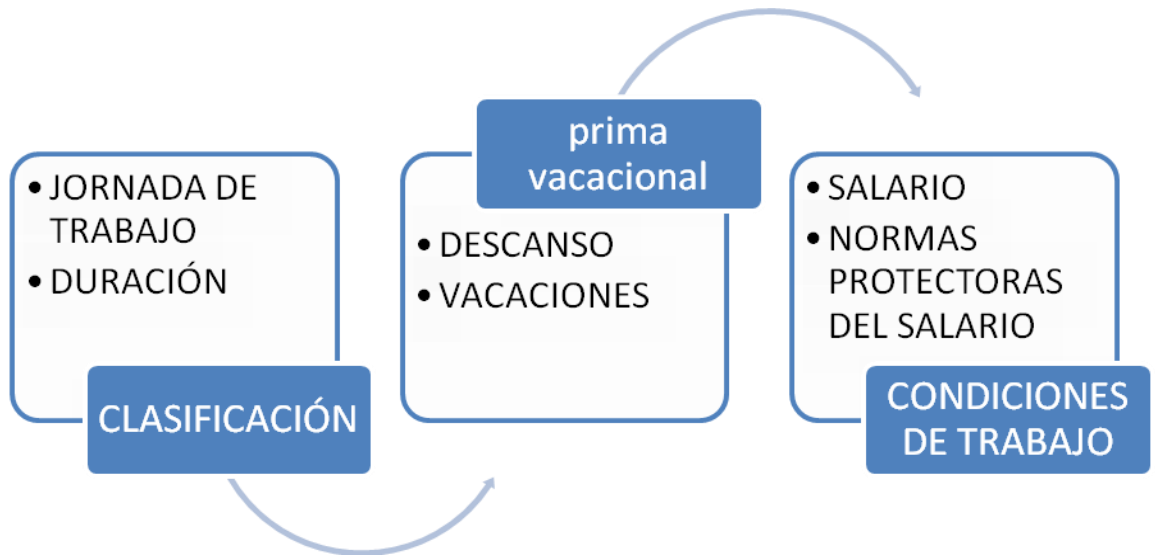 • JORNADA DE
TRABAJO
• DURACIÓN
CLASIFICACIÓN
prima
vacacional
• DESCANSO
• VACACIONES
• SALARIO
• NORMAS
PROTECTORAS
DEL SALARIO
CONDICIONES
DE TRABAJO